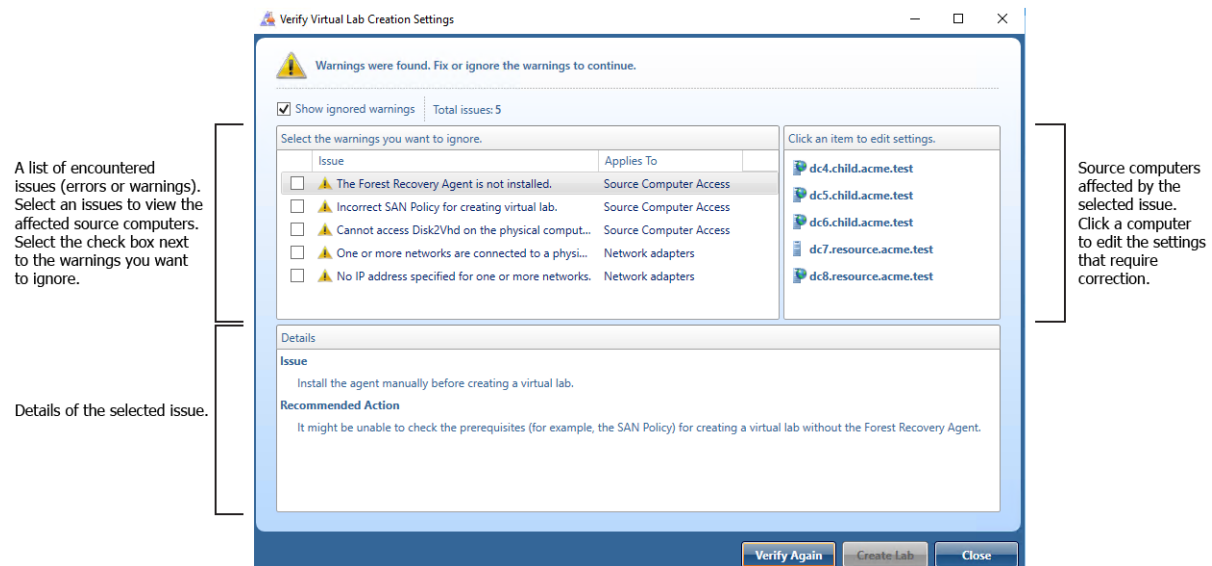 Verify Virtual Lab Creation Settings
Warnings were found. Fix or ignore the warnings to continue.
Show ignored warnings Total issues: 5
Select the warnings you want to ignore.
Issue Applies To
The Forest Recovery Agent is not installed. Source Computer Access
Incorrect SAN Policy for creating virtual lab. Source Computer Access
Cannot access Disk2Vhd on the physical comput... Source Computer Access
One or more networks are connected to a physi... Network adapters
No IP address specified for one or more networks. Network adapters
Click an item to edit settings.
dc4.child.acme.test
dc5.child.acme.test
dc6.child.acme.test
dc7.resource.acme.test
dc8.resource.acme.test
A list of encountered
issues (errors or warnings).
Select an issues to view the
affected source computers.
Select the check box next
to the warnings you want
to ignore.
Source computers
affected by the
selected issue.
Click a computer
to edit the settings
that require
correction.
Details
Issue
Install the agent manually before creating a virtual lab.
Recommended Action
It might be unable to check the prerequisites (for example, the SAN Policy) for creating a virtual lab without the Forest Recovery Agent.
Details of the selected issue.
Verify Again Create Lab Close